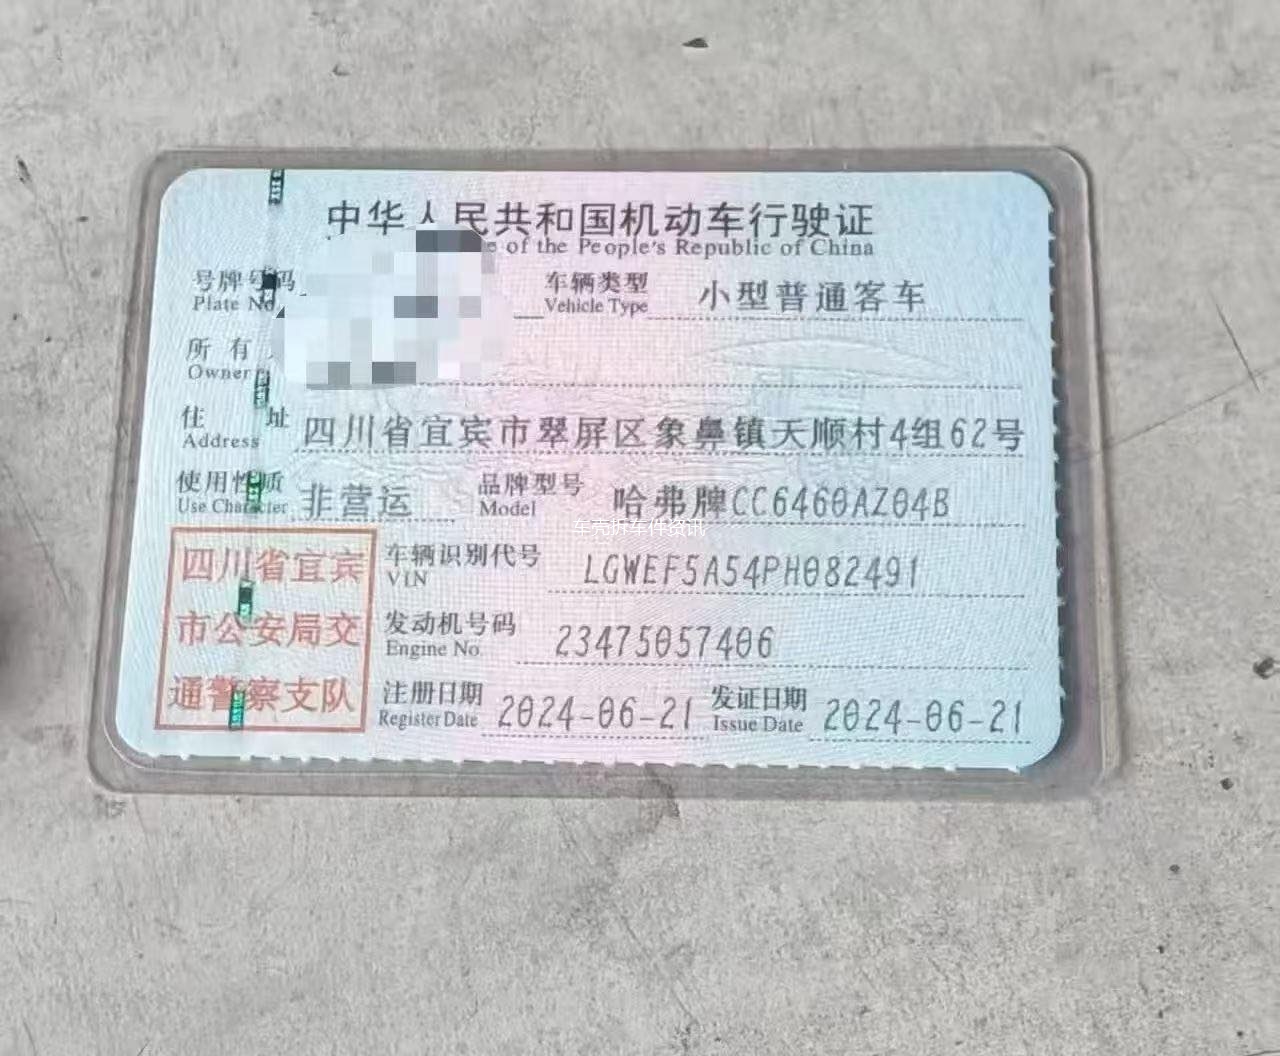 中华人民共和国机动车行驶证
e of the People's Republic of China
号牌号码 车辆类型 小型普通客车
Plate No. Vehicle Type
所有
Owner
住 址 四川省宜宾市翠屏区象鼻镇天顺村4组62号
Address
使用性质 非营运 品牌型号 哈弗牌CC6460AZ04B
Use Character Model
车壳拆车件资讯
四川省宜宾
市公安局交
通警察支队
车辆识别代号 LGWEF5A54PH082491
VIN
发动机号码 23475057406
Engine No.
注册日期 2024-06-21 发证日期 2024-06-21
Register Date Issue Date